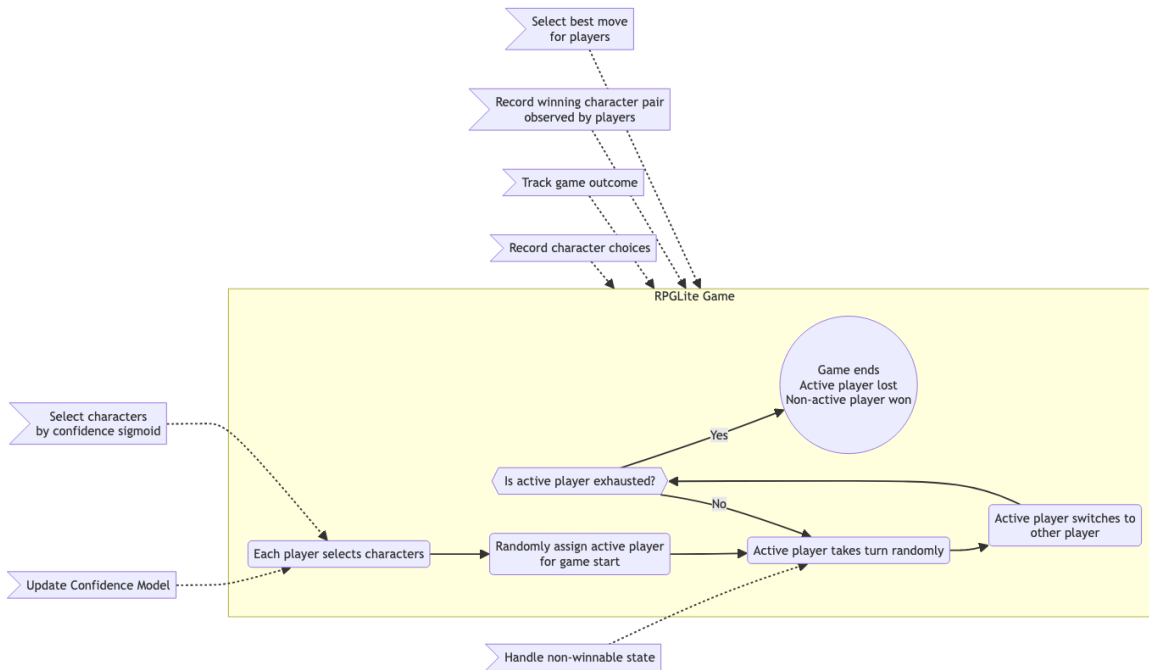 Select best move
for players
Record winning character pair
observed by players
Track game outcome
Record character choices
RPGLite Game
Game ends
Active player lost
Non-active player won
Select characters
by confidence sigmoid
Yes
Is active player exhausted?
No
Active player switches to
other player
Each player selects characters
Randomly assign active player
for game start
Active player takes turn randomly
Update Confidence Model
Handle non-winnable state